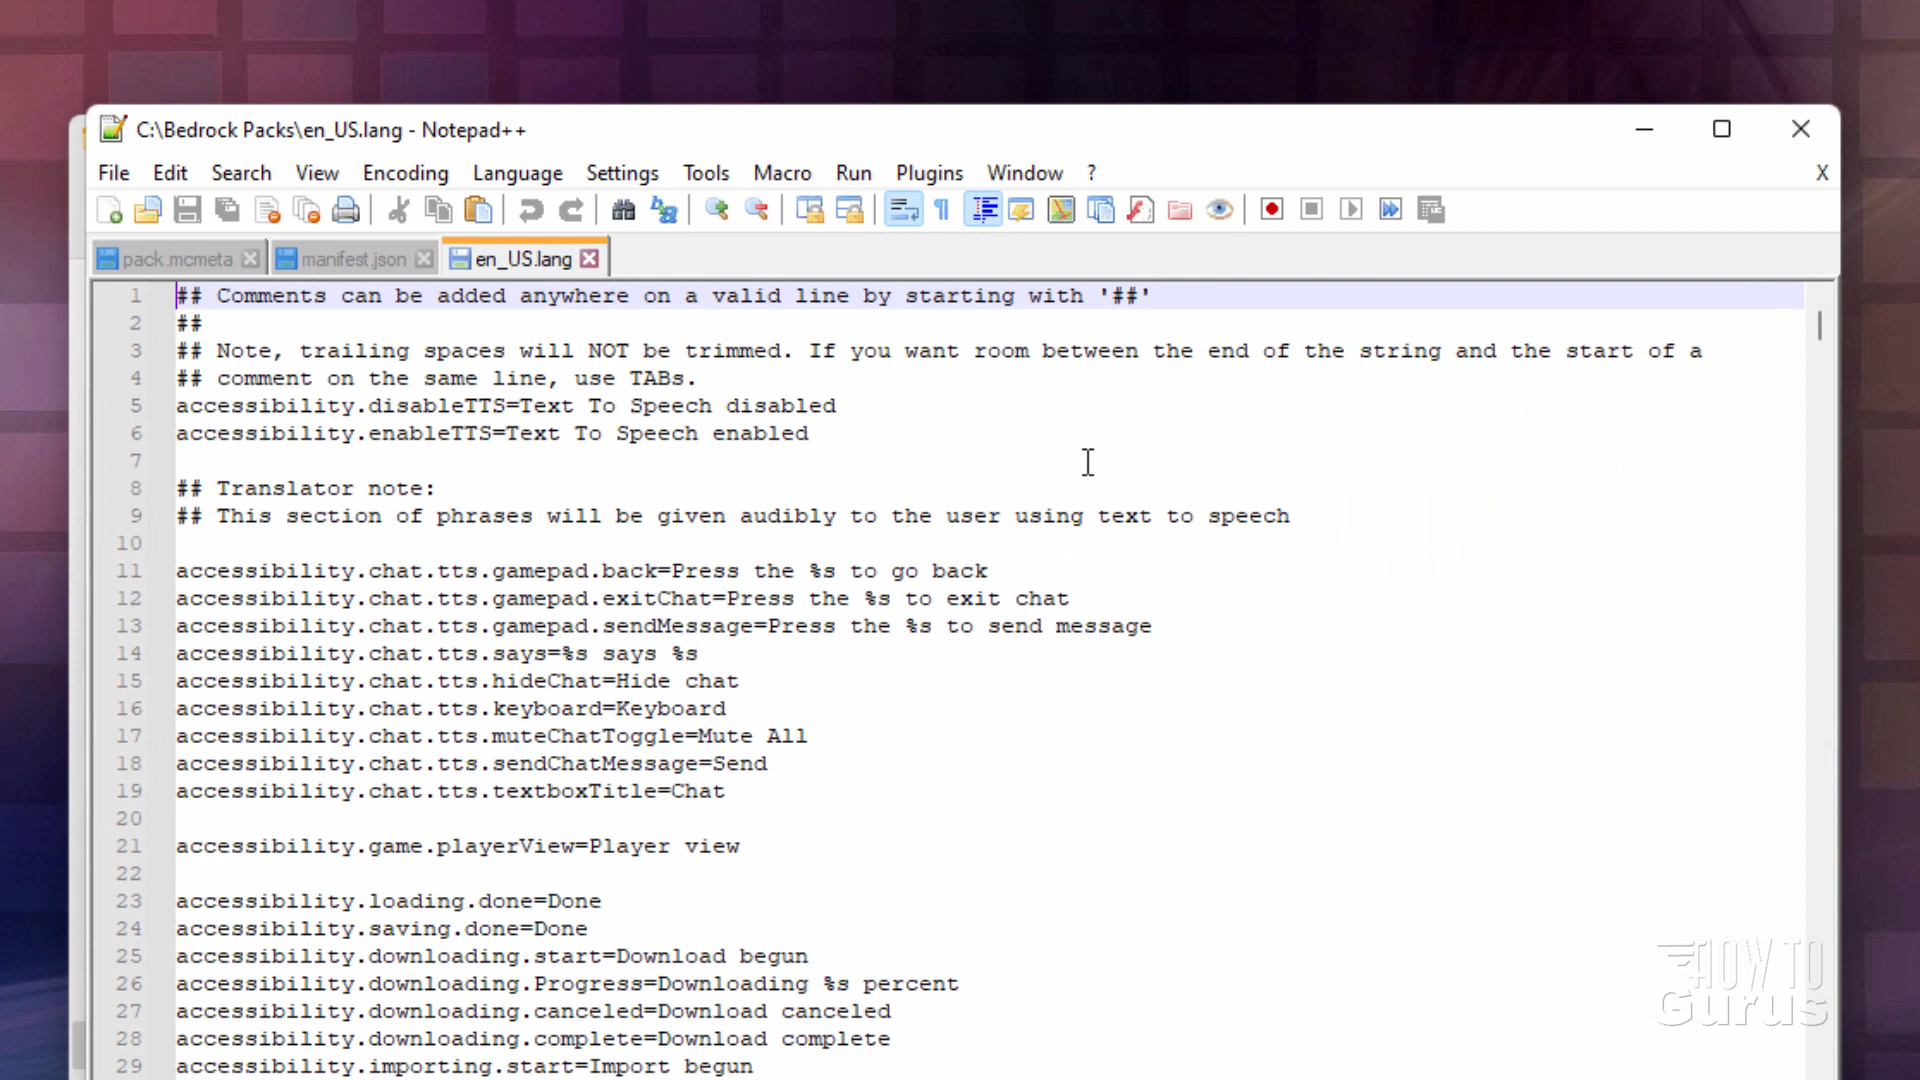 C:\Bedrock Packs\en_US.lang - Notepad++
File Edit Search View Encoding Language Settings Tools Macro Run Plugins Window ? X
pack.mcmeta manifest.json en_US.lang
1 ## Comments can be added anywhere on a valid line by starting with '##'
2 ##
3 ## Note, trailing spaces will NOT be trimmed. If you want room between the end of the string and the start of a
4 ## comment on the same line, use TABs.
5 accessibility.disableTTS=Text To Speech disabled
6 accessibility.enableTTS=Text To Speech enabled
7
8 ## Translator note:
9 ## This section of phrases will be given audibly to the user using text to speech
10
11 accessibility.chat.tts.gamepad.back=Press the %s to go back
12 accessibility.chat.tts.gamepad.exitChat=Press the %s to exit chat
13 accessibility.chat.tts.gamepad.sendMessage=Press the %s to send message
14 accessibility.chat.tts.says=%s says %s
15 accessibility.chat.tts.hideChat=Hide chat
16 accessibility.chat.tts.keyboard=Keyboard
17 accessibility.chat.tts.muteChatToggle=Mute All
18 accessibility.chat.tts.sendChatMessage=Send
19 accessibility.chat.tts.textboxTitle=Chat
20
21 accessibility.game.playerView=Player view
22
23 accessibility.loading.done=Done
24 accessibility.saving.done=Done
25 accessibility.downloading.start=Download begun
26 accessibility.downloading.Progress=Downloading %s percent
27 accessibility.downloading.canceled=Download canceled
28 accessibility.downloading.complete=Download complete
29 accessibility.importing.start=Import begun
HOW TO
Gurus